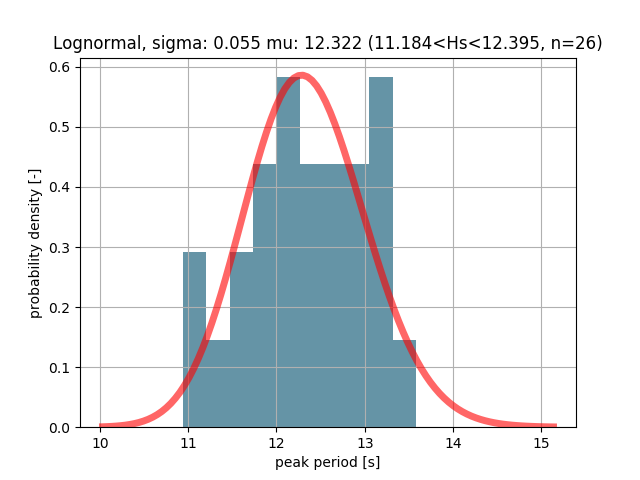 Lognormal, sigma: 0.055 mu: 12.322 (11.184<Hs<12.395, n=26)
0.6
0.5
0.4
0.3
0.2
0.1
0.0
probability density [-]
10 11 12 13 14 15
peak period [s]